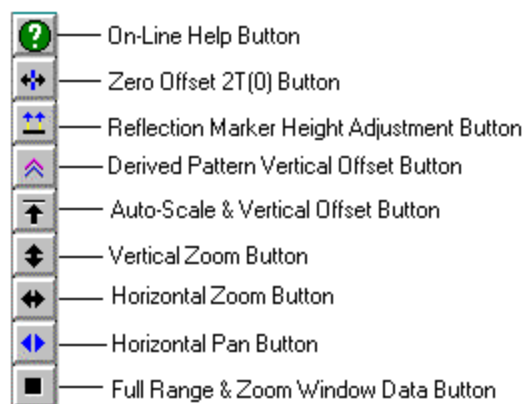 ?
On-Line Help Button
Zero Offset 2T(0) Button
Reflection Marker Height Adjustment Button
Derived Pattern Vertical Offset Button
Auto-Scale & Vertical Offset Button
Vertical Zoom Button
Horizontal Zoom Button
Horizontal Pan Button
Full Range & Zoom Window Data Button